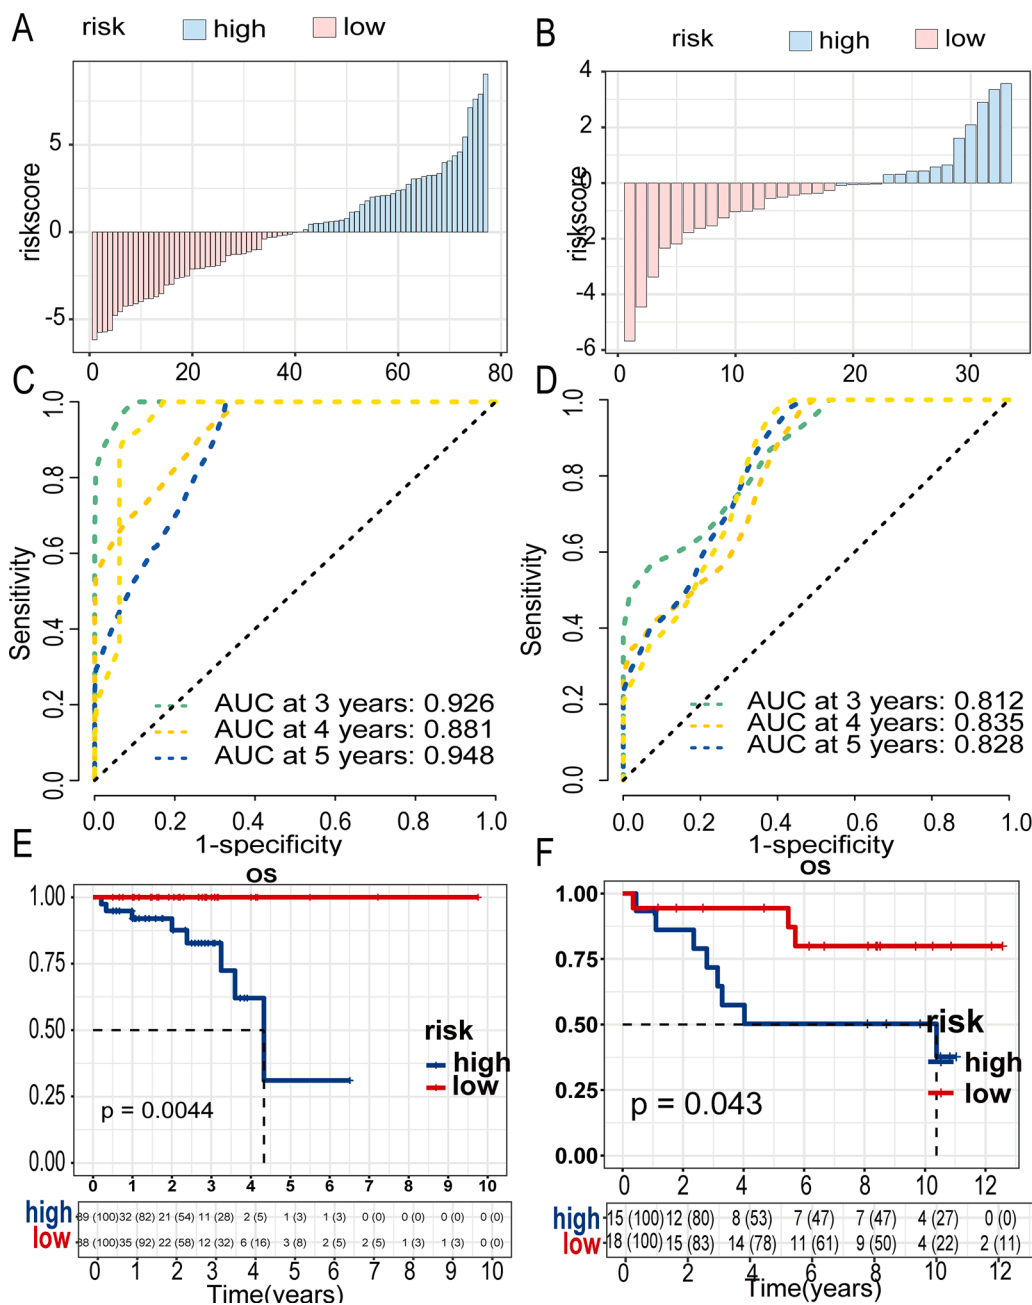 A
risk high low
riskscore
5
0
-5
0 20 40 60 80
B
risk high low
riskscore
4
2
0
-2
-4
-6
0 10 20 30
C
Sensitivity
1.0
0.8
0.6
0.4
0.2
0.0
AUC at 3 years: 0.926
AUC at 4 years: 0.881
AUC at 5 years: 0.948
0.0 0.2 0.4 0.6 0.8 1.0
1-specificity
D
Sensitivity
1.0
0.8
0.6
0.4
0.2
0.0
AUC at 3 years: 0.812
AUC at 4 years: 0.835
AUC at 5 years: 0.828
0.0 0.2 0.4 0.6 0.8 1.0
1-specificity
E
OS
1.00
0.75
0.50
0.25
0.00
risk
high
low
p = 0.0044
0 1 2 3 4 5 6 7 8 9 10
high 39 (100) 32 (82) 21 (54) 11 (28) 2 (5) 1 (3) 1 (3) 0 (0) 0 (0) 0 (0) 0 (0)
low 38 (100) 35 (92) 22 (58) 12 (32) 6 (16) 3 (8) 2 (5) 2 (5) 1 (3) 1 (3) 0 (0)
0 1 2 3 4 5 6 7 8 9 10
Time(years)
F
OS
1.00
0.75
0.50
0.25
0.00
risk
high
low
p = 0.043
0 2 4 6 8 10 12
high 15 (100) 12 (80) 8 (53) 7 (47) 7 (47) 4 (27) 0 (0)
low 18 (100) 15 (83) 14 (78) 11 (61) 9 (50) 4 (22) 2 (11)
0 2 4 6 8 10 12
Time(years)